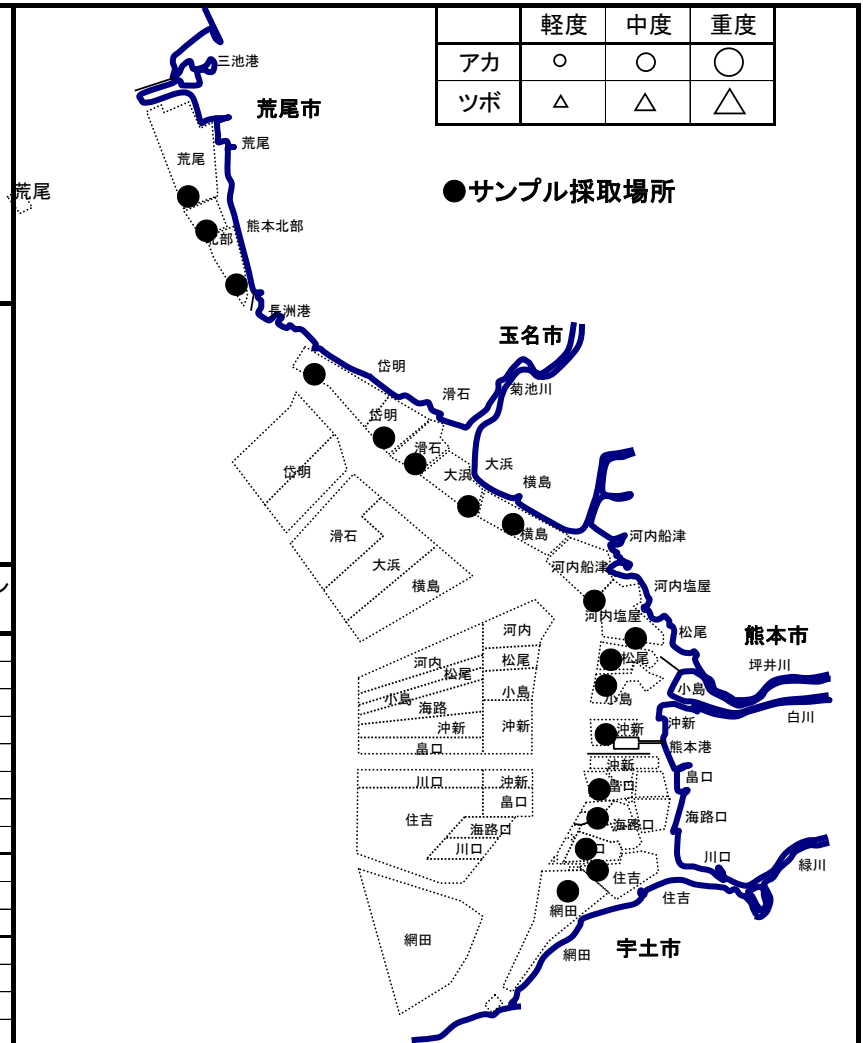 軽度 中度 重度
アカ
ツボ
●サンプル採取場所
三池港
荒尾市
荒尾
荒尾
荒尾
熊本北部
長洲港
玉名市
岱明
滑石
菊池川
岱明
滑石
大浜
大浜
横島
横島
岱明
滑石
大浜
横島
河内船津
河内船津
河内塩屋
河内塩屋
松尾
熊本市
坪井川
松尾
小島
小島
白川
河内
松尾
小島
沖新
河内
松尾
小島
海路
沖新
畠口
沖新
沖新
熊本港
沖新
畠口
畠口
海路口
海路口
川口
沖新
畠口
住吉
海路口
川口
川口
緑川
住吉
住吉
網田
網田
網田
宇土市
ン